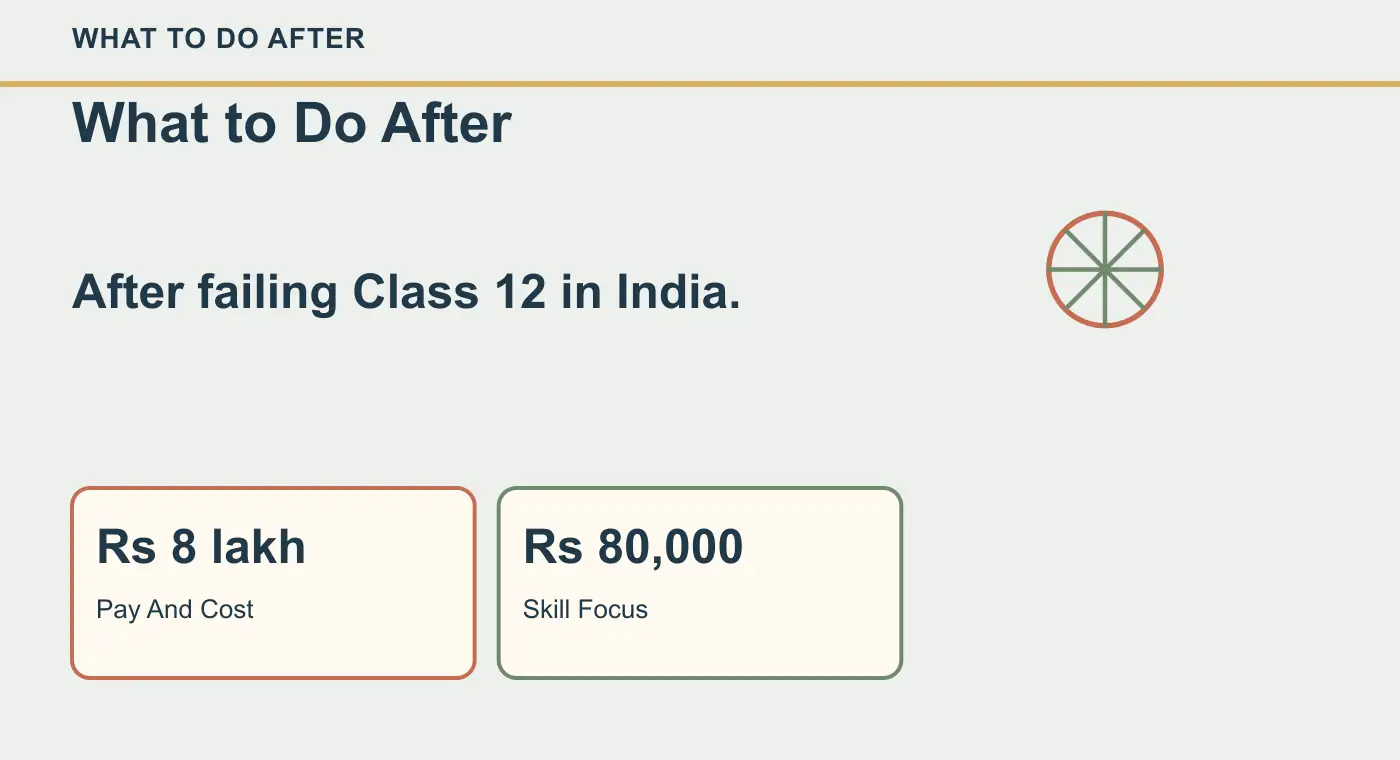 WHAT TO DO AFTER
What to Do After
After failing Class 12 in India.
Rs 8 lakh
Pay And Cost
Rs 80,000
Skill Focus